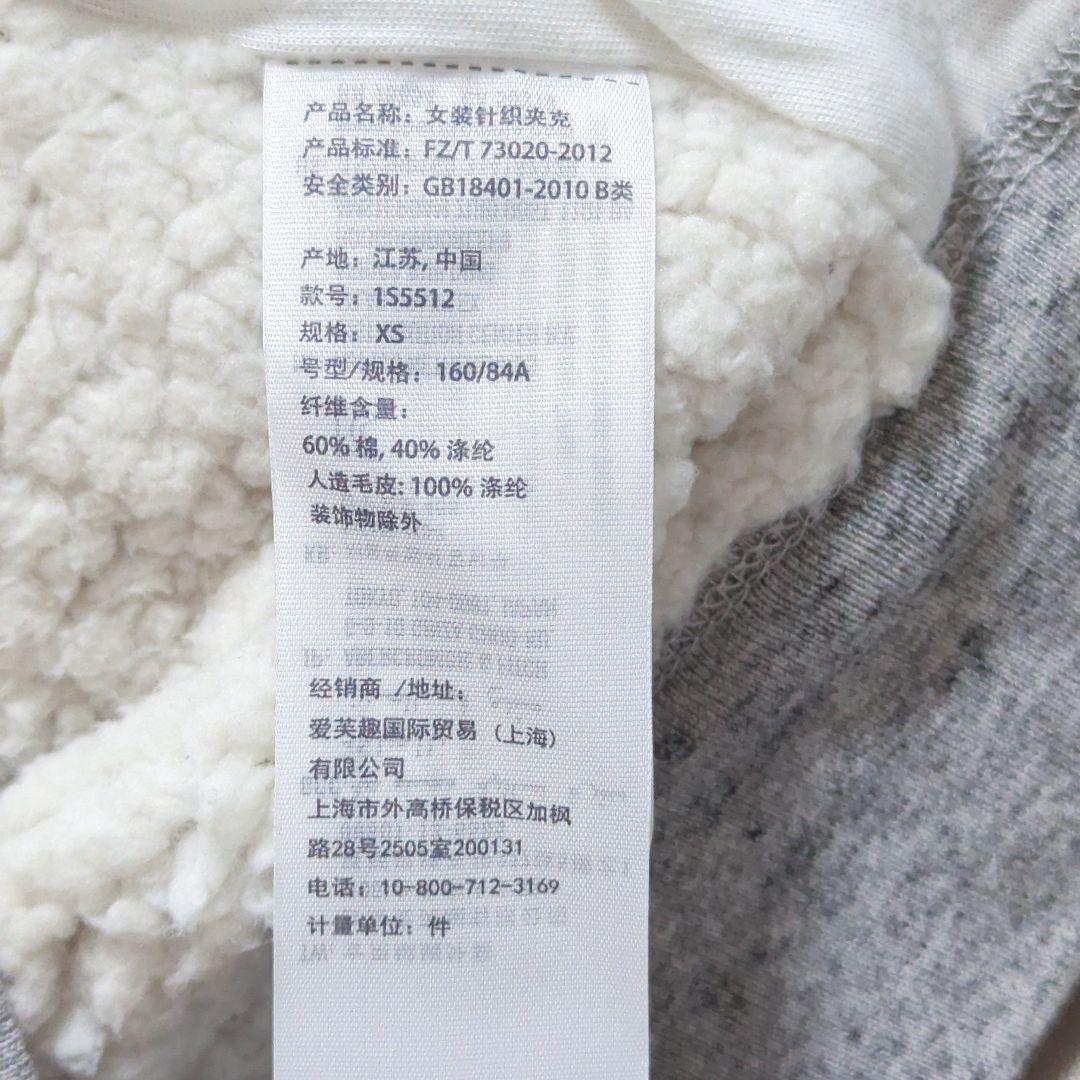 产品名称：女装针织夹克
产品标准：FZ/T 73020-2012
安全类别：GB18401-2010 B类
产地：江苏, 中国
款号：1S5512
规格：XS
号型/规格：160/84A
纤维含量：
60% 棉, 40% 涤纶
人造毛皮: 100% 涤纶
装饰物除外
经销商 /地址：
爱芙趣国际贸易 (上海)
有限公司
上海市外高桥保税区加枫
路28号2505室200131
电话：10-800-712-3169
计量单位：件